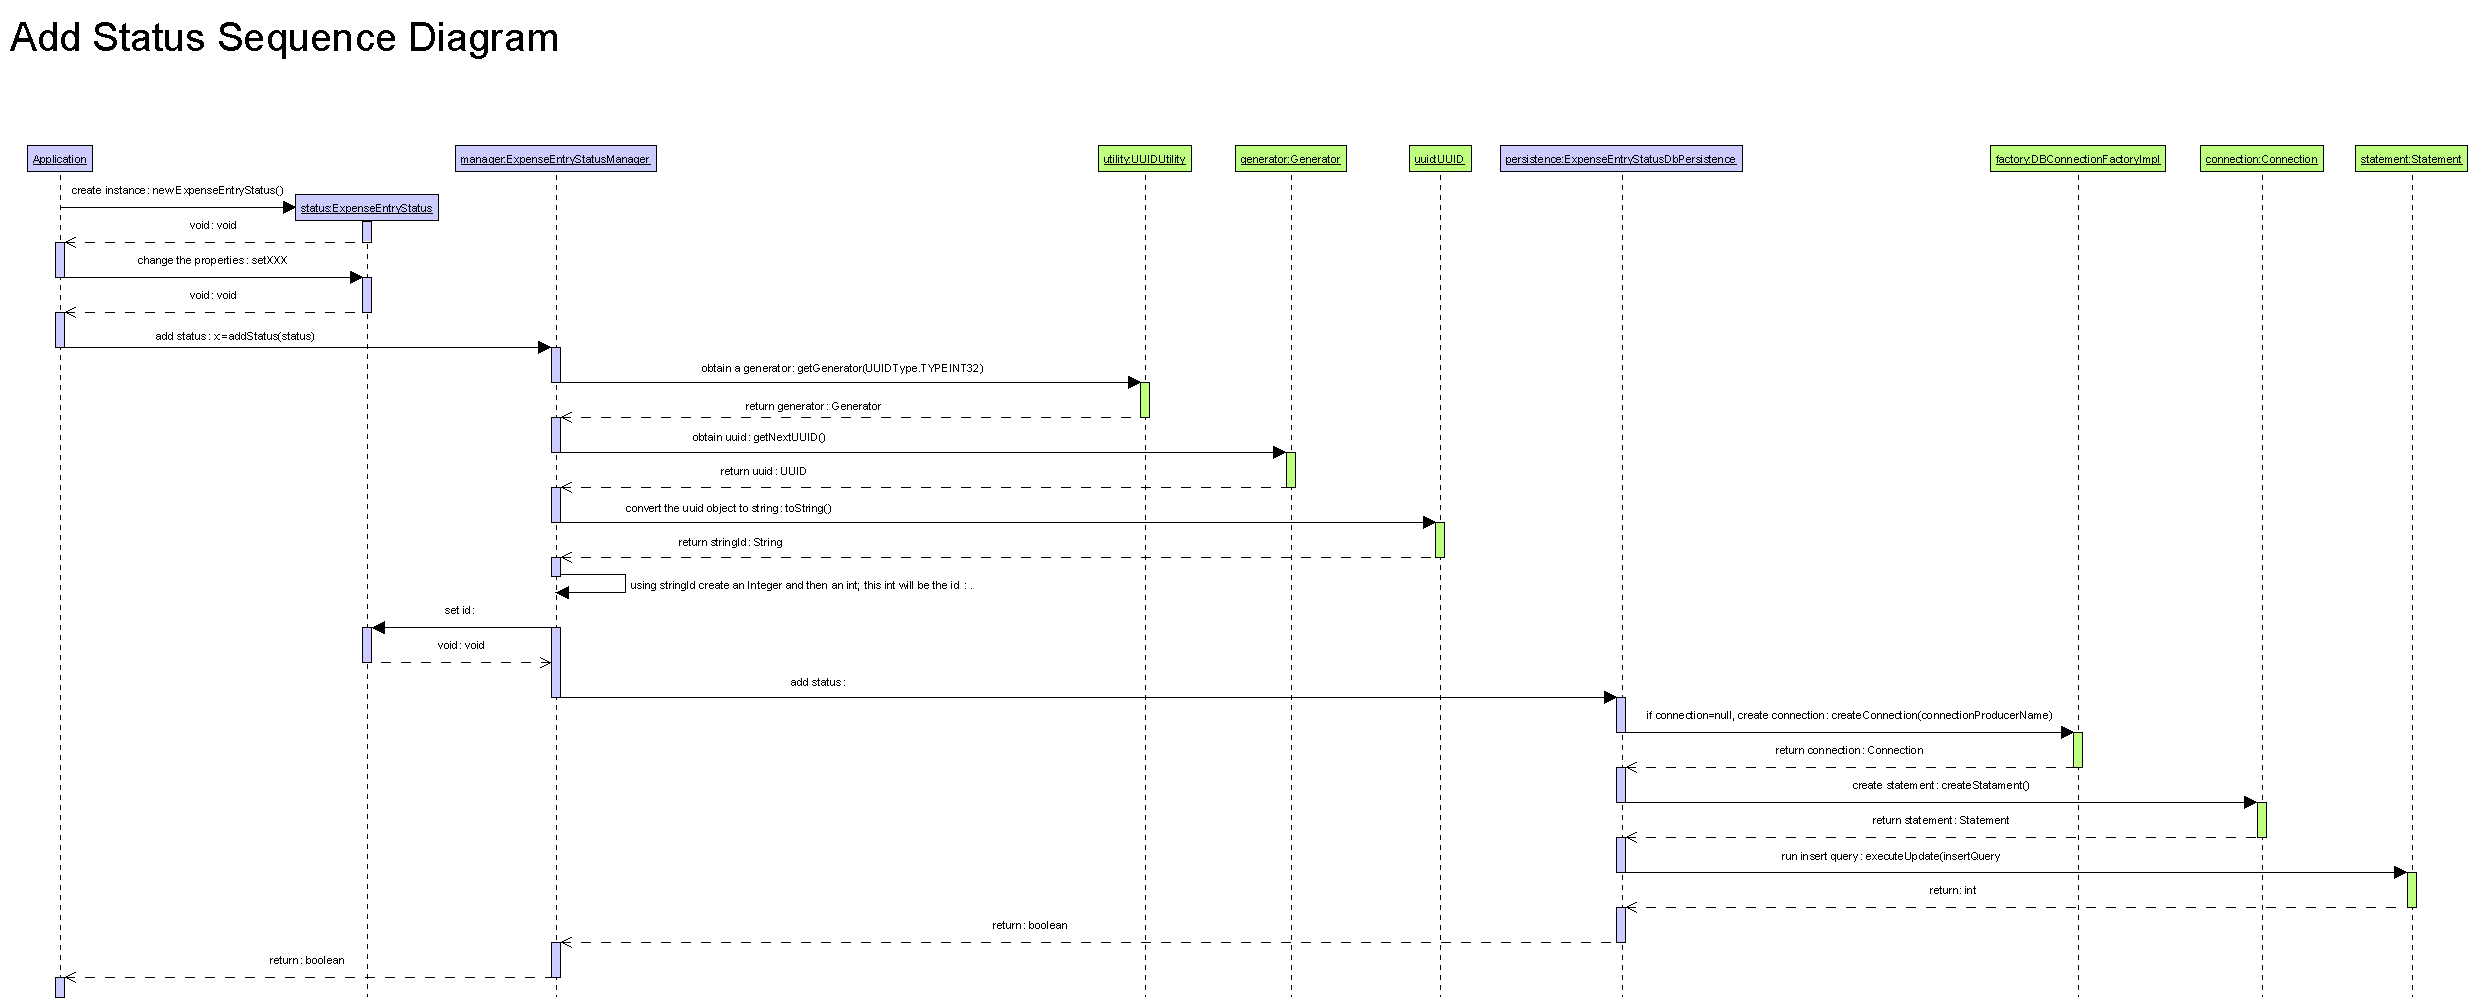 Add Status Sequence Diagram
Application
manager:ExpenseEntryStatusManager
utility:UUIDUtility
generator:Generator
uuid:UUID
persistence:ExpenseEntryStatusDbPersistence
factory:DBConnectionFactoryImpl
connection:Connection
statement:Statement
create instance : new ExpenseEntryStatus()
status:ExpenseEntryStatus
void : void
change the properties : setXXX
void : void
add status : x:=addStatus(status)
obtain a generator : getGenerator(UUIDType.TYPEINT32)
return generator : Generator
obtain uuid : getNextUUID()
return uuid : UUID
convert the uuid object to string : toString()
return stringId : String
using stringId create an Integer and then an int; this int will be the id : .
set id :
void : void
add status :
if connection=null, create connection : createConnection(connectionProducerName)
return connection : Connection
create statement : createStatament()
return statement : Statement
run insert query : executeUpdate(insertQuery
return : int
return : boolean
return : boolean